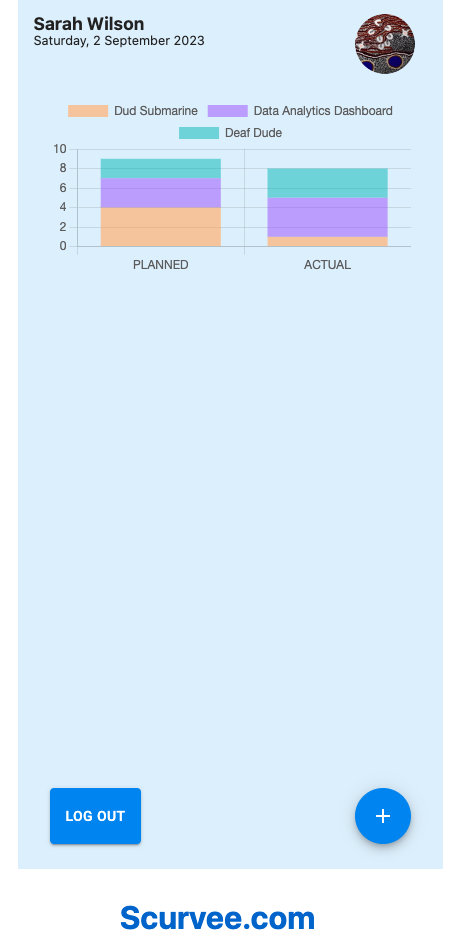 Sarah Wilson
Saturday, 2 September 2023
Dud Submarine Data Analytics Dashboard
Deaf Dude
10
8
6
4
2
0
PLANNED ACTUAL
LOG OUT +
Scurvee.com